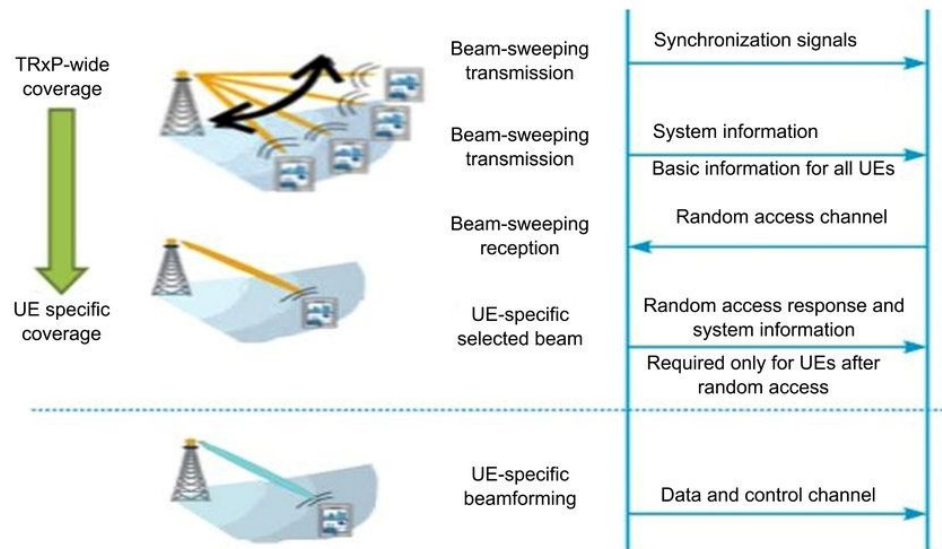 TRxP-wide
coverage
UE specific
coverage
Beam-sweeping
transmission
Synchronization signals
Beam-sweeping
transmission
System information
Basic information for all UEs
Beam-sweeping
reception
Random access channel
UE-specific
selected beam
Random access response and
system information
Required only for UEs after
random access
UE-specific
beamforming
Data and control channel